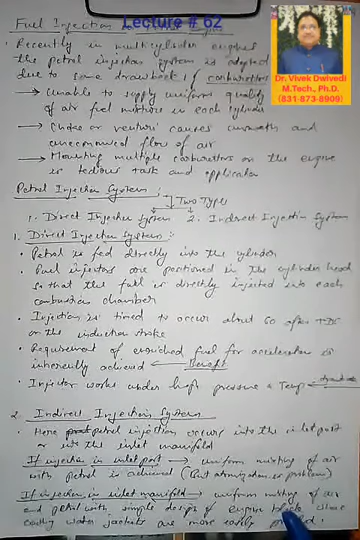 Lecture # 62
Fuel Injection
Dr. Vivek Dwivedi
M.Tech., Ph.D.
(831-873-8909)
Recently in multicylinder engines
the petrol injection system is adopted
due to some drawback of carburettors
→ Unable to supply uniform quality
of air fuel mixture in each cylinder
→ Choke or venturi causes and
uneconomical flow of air
→ Mounting multiple carburettors on the engine
is tedious task and application
Petrol Injection System :
Two Types
1. Direct Injection System 2. Indirect Injection System
1. Direct Injection System :-
• Petrol is fed directly into the cylinder
• Fuel injectors are positioned in the cylinder head
so that the fuel is directly injected into each
combustion chamber
• Injection is timed to occur about 60 after TDC
on the induction stroke
• Requirement of enriched fuel for acceleration is
inherently achieved ← Benefit
• Injector works under high pressure & Temp
2. Indirect Injection System
- Here petrol injection occurs into the inlet port
or into the inlet manifold
If injection in inlet port → uniform mixing of air
with petrol is achieved (But atomization is problem)
If injection in inlet manifold → uniform mixing of air
and petrol with simple design of engine block where
water jackets are more easily provided.